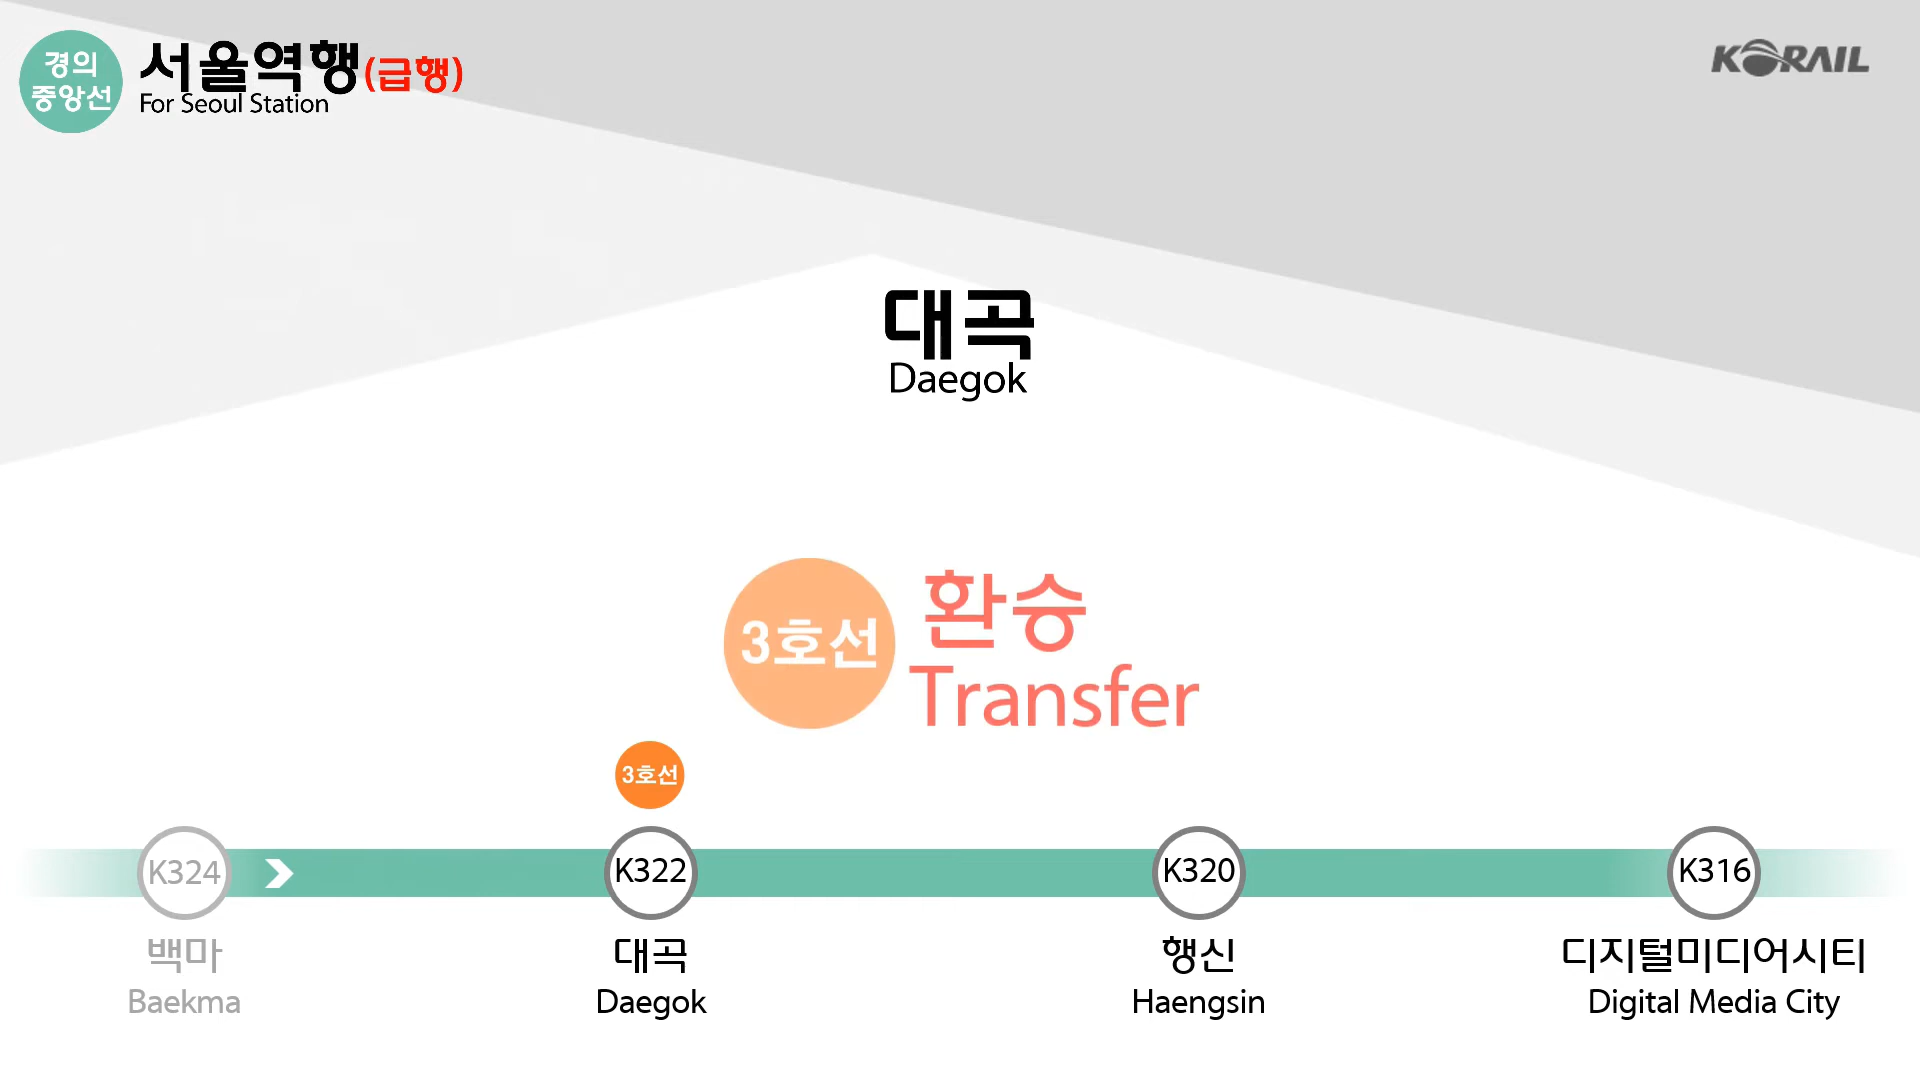 경의
중앙선
서울역행(급행)
For Seoul Station
KORAIL
대곡
Daegok
3호선
환승
Transfer
3호선
K324
K322
K320
K316
백마
대곡
행신
디지털미디어시티
Baekma
Daegok
Haengsin
Digital Media City